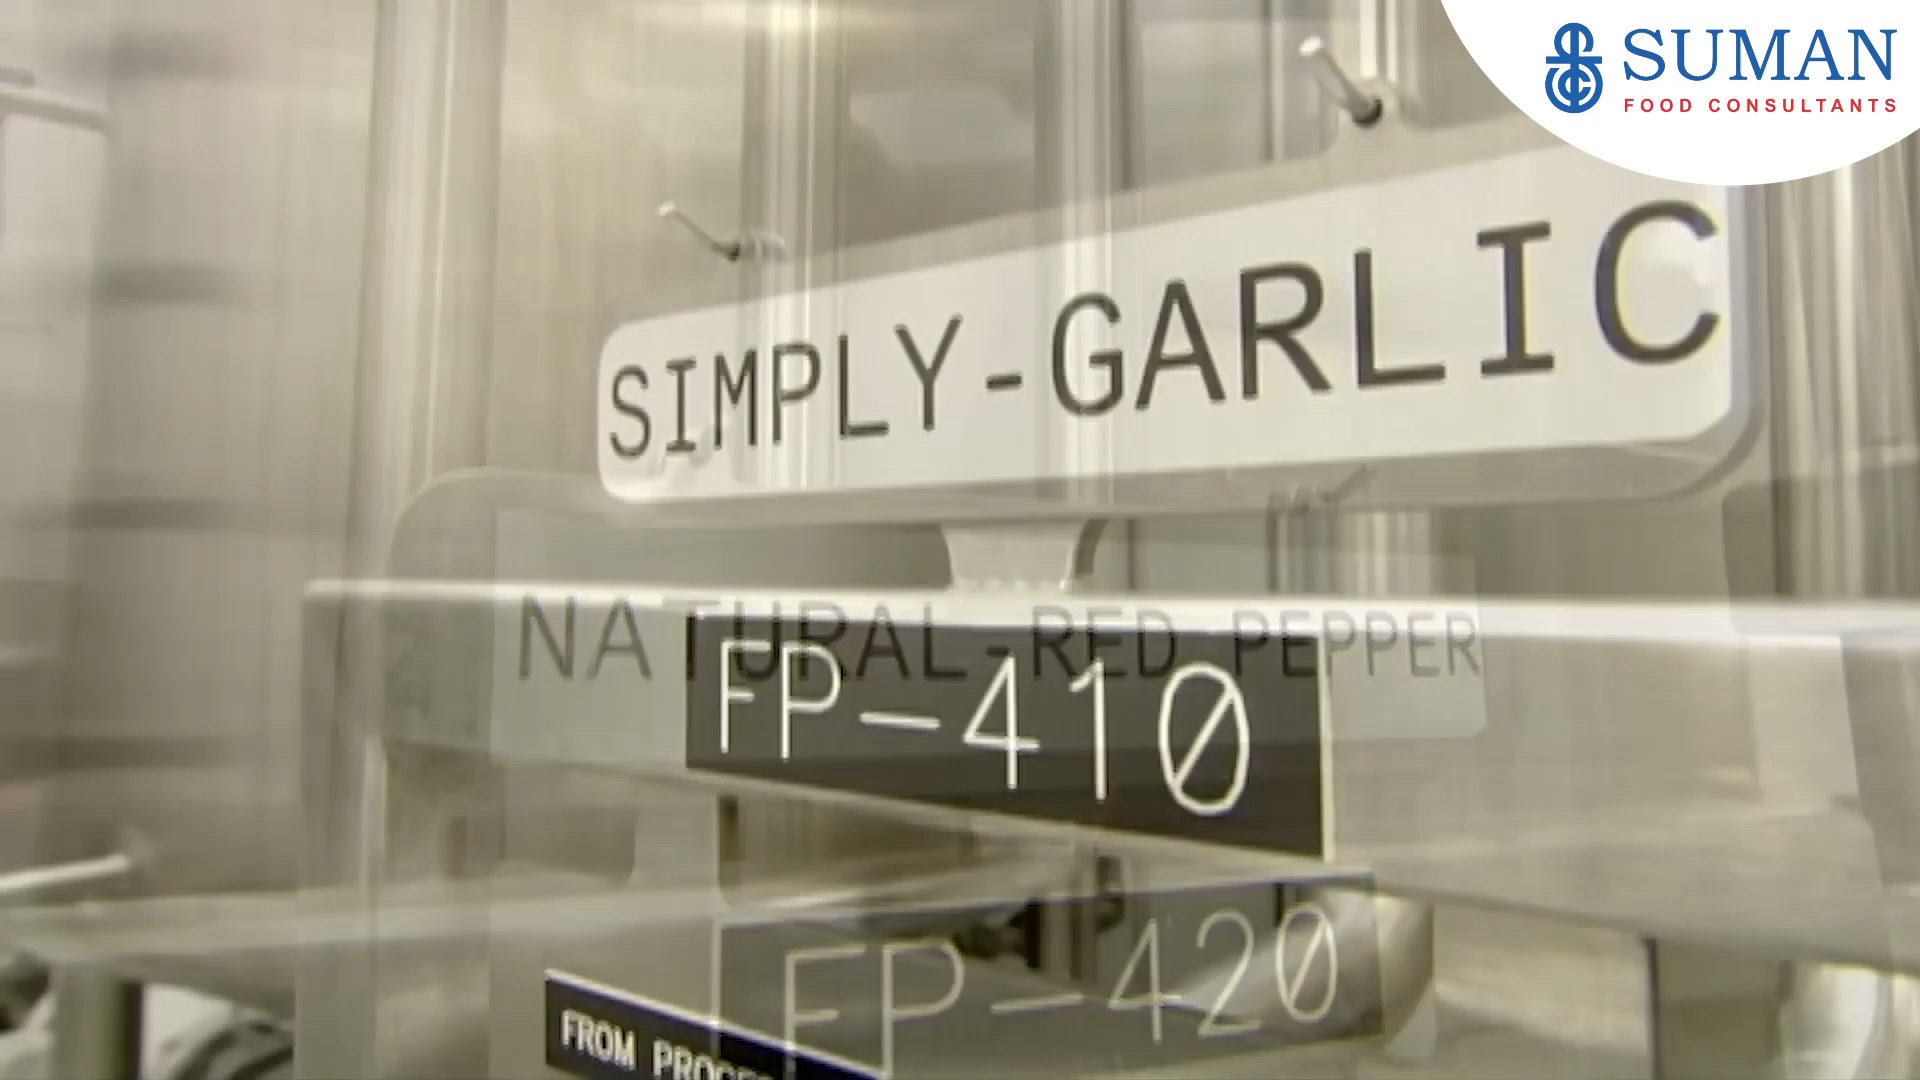 SUMAN
FOOD CONSULTANTS
SIMPLY-GARLIC
NATURAL-RED PEPPER
FP-410
FP-420
FROM